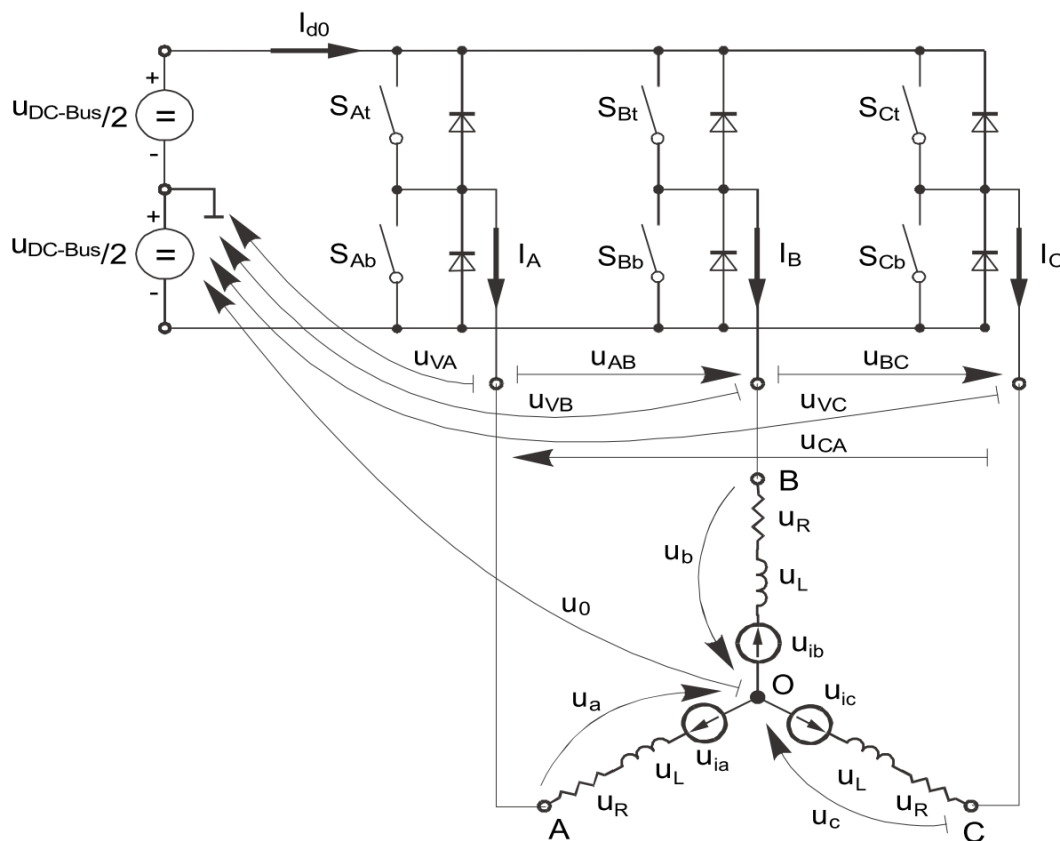 Id0
+
uDC-Bus/2
=
-
SAt
SBt
SCt
+
uDC-Bus/2
=
-
SAb
IA
SBb
IB
SCb
IC
uVA
uAB
uBC
uVB
uVC
uCA
B
uR
ub
uL
u0
uib
O
ua
uic
uia
uL
uL
uR
uR
uc
A
C